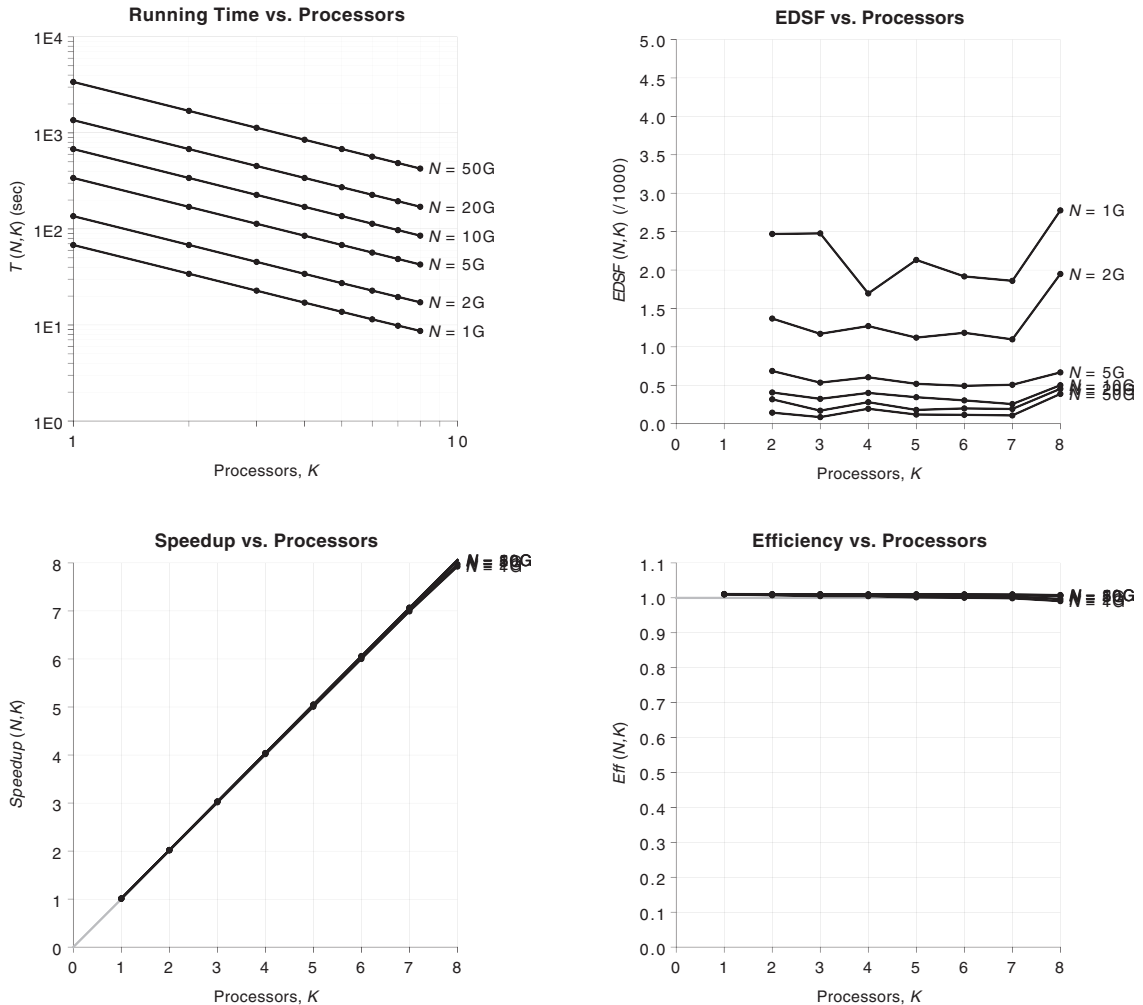 Running Time vs. Processors
1E4
1E3
1E2
1E1
1E0
T (N,K) (sec)
N = 50G
N = 20G
N = 10G
N = 5G
N = 2G
N = 1G
1
10
Processors, K
EDSF vs. Processors
5.0
4.5
4.0
3.5
3.0
2.5
2.0
1.5
1.0
0.5
0.0
EDSF (N,K) (/1000)
N = 1G
N = 2G
N = 5G
N = 10G
N = 20G
N = 50G
0 1 2 3 4 5 6 7 8
Processors, K
Speedup vs. Processors
8
7
6
5
4
3
2
1
0
Speedup (N,K)
0 1 2 3 4 5 6 7 8
Processors, K
Efficiency vs. Processors
1.1
1.0
0.9
0.8
0.7
0.6
0.5
0.4
0.3
0.2
0.1
0.0
Eff (N,K)
0 1 2 3 4 5 6 7 8
Processors, K